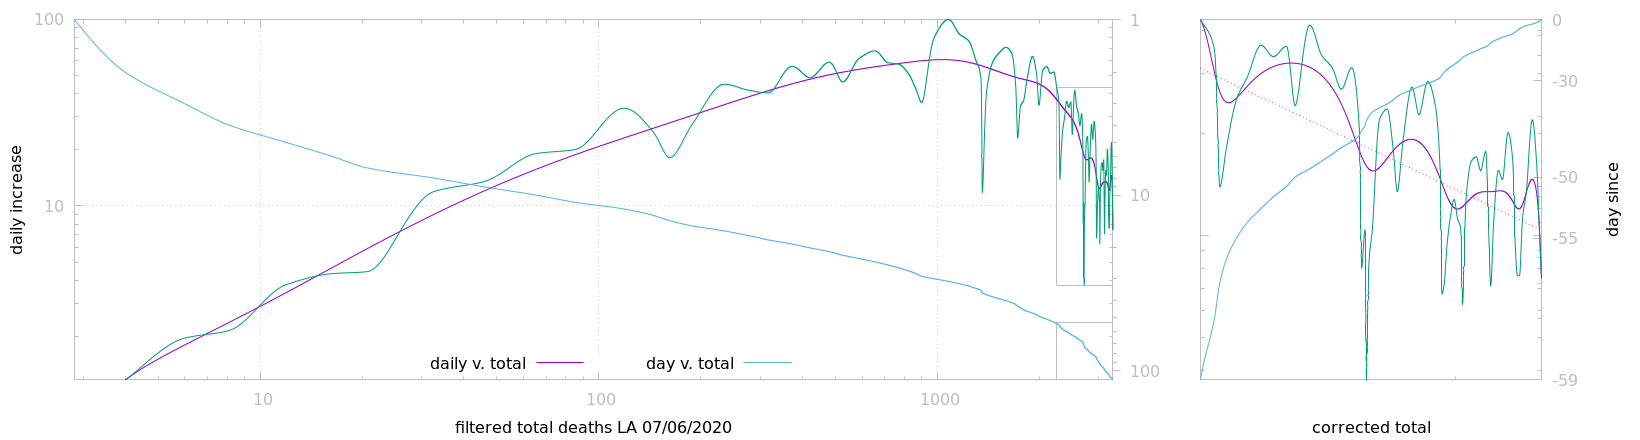 100
10
daily increase
10
100
1000
filtered total deaths LA 07/06/2020
daily v. total
day v. total
1
10
100
0
-30
-50
-55
-59
day since
corrected total